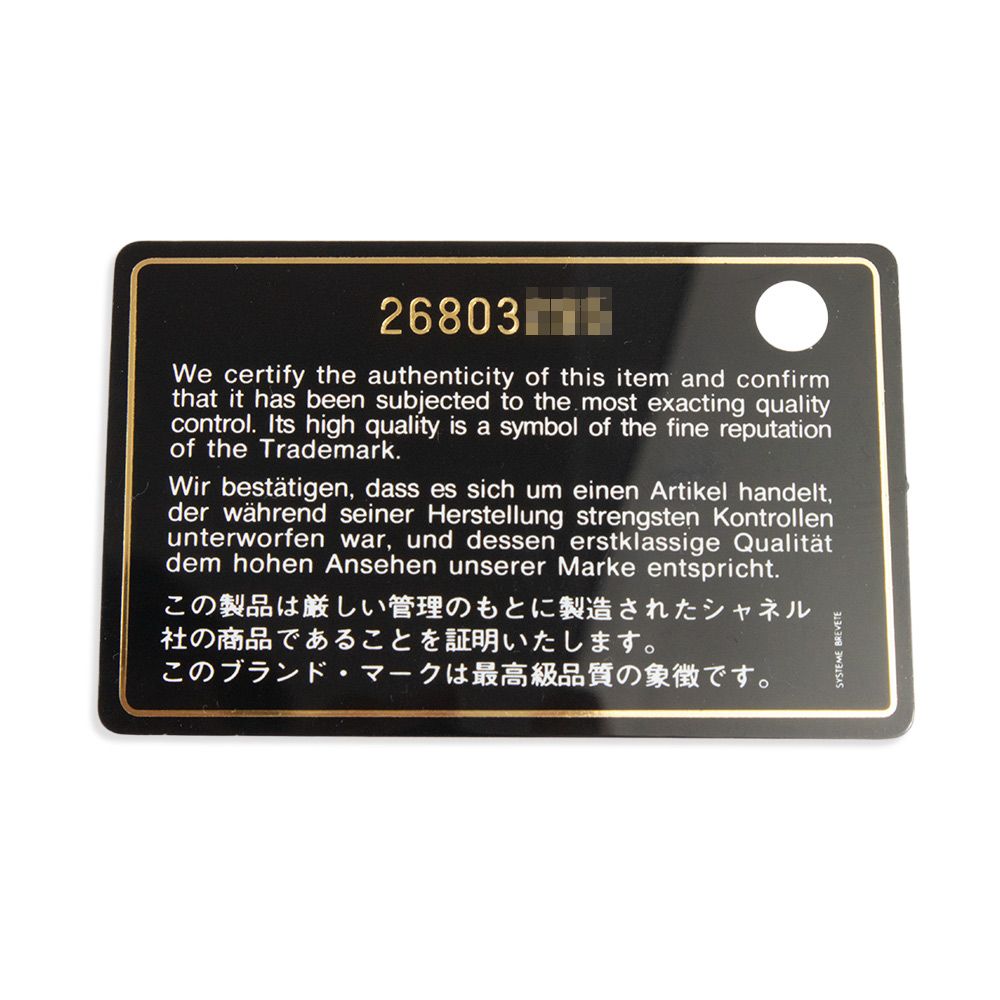 26803
We certify the authenticity of this item and confirm
that it has been subjected to the most exacting quality
control. Its high quality is a symbol of the fine reputation
of the Trademark.
Wir bestätigen, dass es sich um einen Artikel handelt,
der während seiner Herstellung strengsten Kontrollen
unterworfen war, und dessen erstklassige Qualität
dem hohen Ansehen unserer Marke entspricht.
この製品は厳しい管理のもとに製造されたシャネル
社の商品であることを証明いたします。
このブランド・マークは最高級品質の象徴です。
SYSTEME BREVETE